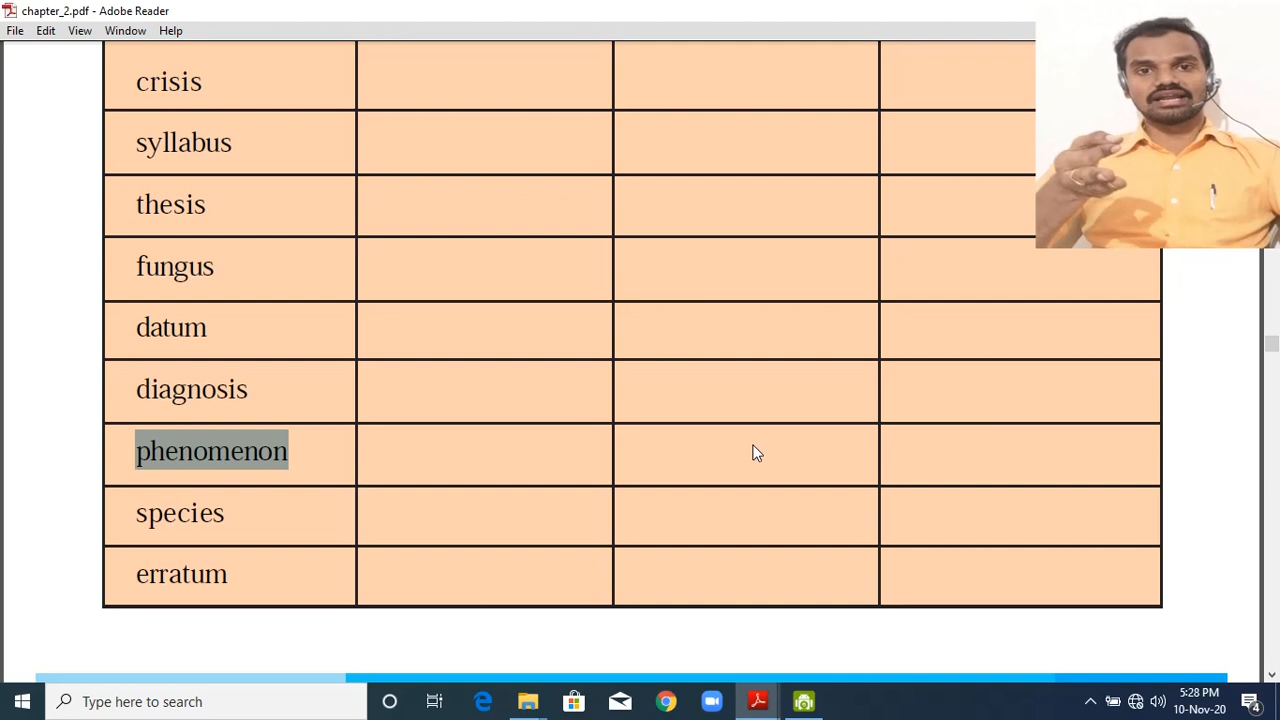 chapter_2.pdf - Adobe Reader
File Edit View Window Help
crisis
syllabus
thesis
fungus
datum
diagnosis
phenomenon
species
erratum
Type here to search
5:28 PM
10-Nov-20
4